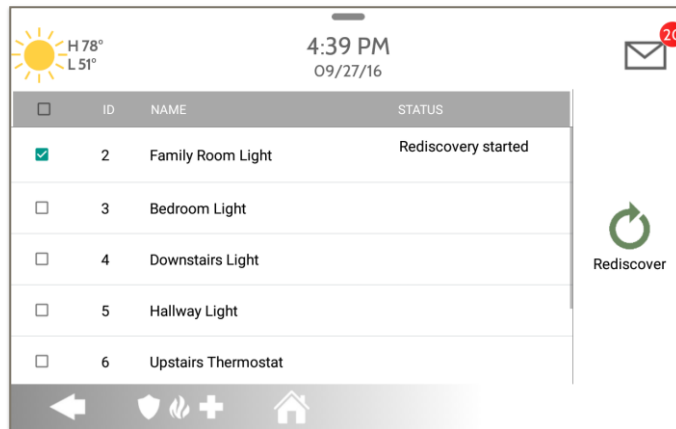 H 78°
L 51°
4:39 PM
09/27/16
20
ID NAME STATUS
2 Family Room Light Rediscovery started
3 Bedroom Light
4 Downstairs Light
5 Hallway Light
6 Upstairs Thermostat
Rediscover